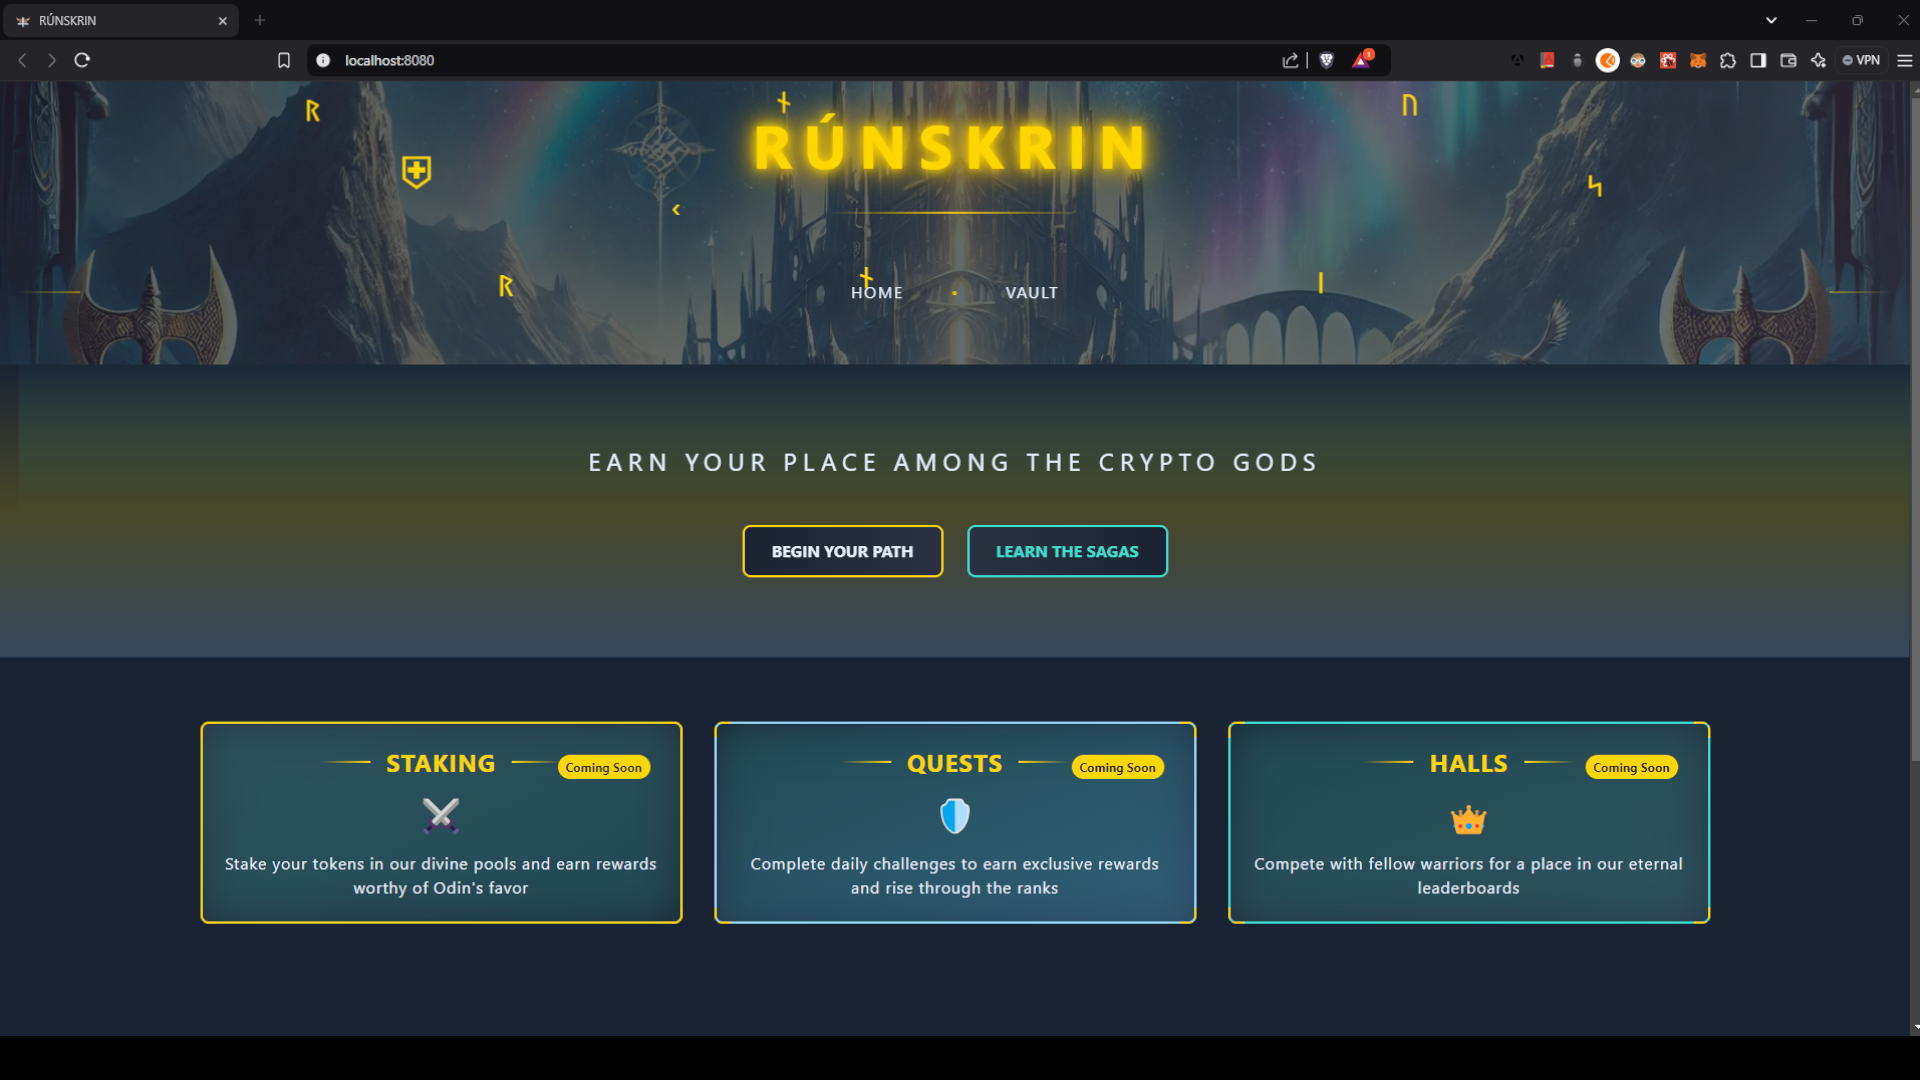 RÚNSKRIN
localhost:8080
1
VPN
ᚱ
ᚾ
ᚢ
RÚNSKRIN
ᛋ
ᚲ
ᚾ
ᚱ
ᛁ
HOME • VAULT
EARN YOUR PLACE AMONG THE CRYPTO GODS
BEGIN YOUR PATH
LEARN THE SAGAS
STAKING
Coming Soon
Stake your tokens in our divine pools and earn rewards
worthy of Odin's favor
QUESTS
Coming Soon
Complete daily challenges to earn exclusive rewards
and rise through the ranks
HALLS
Coming Soon
Compete with fellow warriors for a place in our eternal
leaderboards